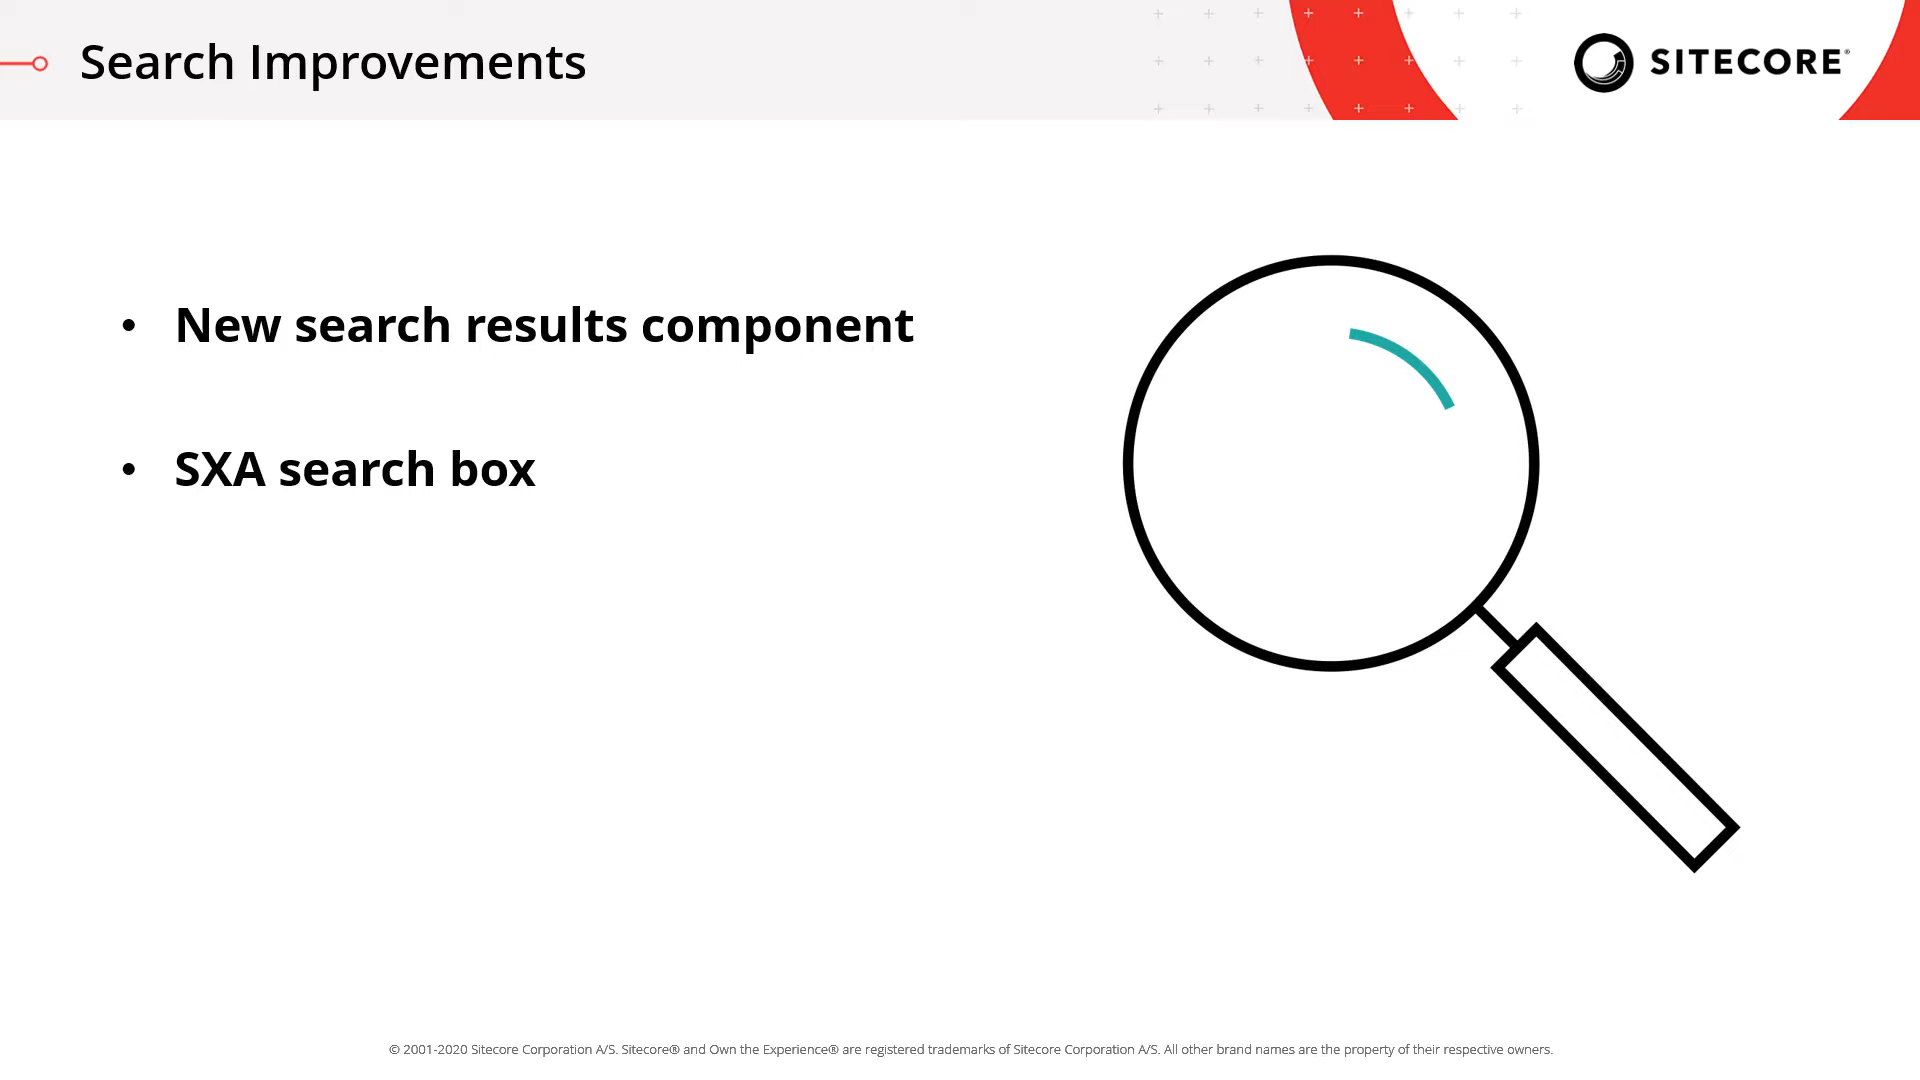 Search Improvements
SITECORE®
• New search results component
• SXA search box
© 2001-2020 Sitecore Corporation A/S. Sitecore® and Own the Experience® are registered trademarks of Sitecore Corporation A/S. All other brand names are the property of their respective owners.